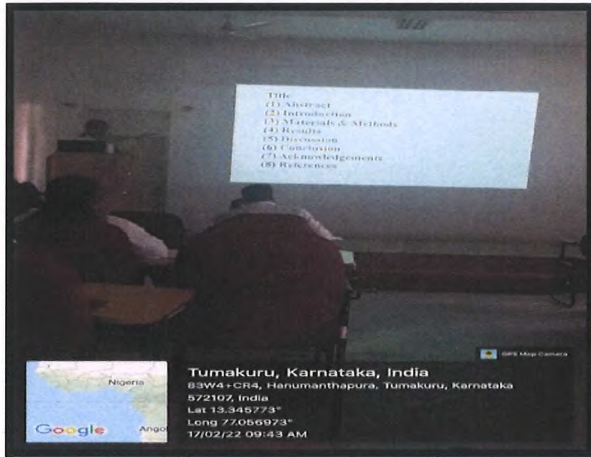 Title
(1) Abstract
(2) Introduction
(3) Materials & Methods
(4) Results
(5) Discussion
(6) Conclusion
(7) Acknowledgements
(8) References
GPS Map Camera
Nigeria
Google
Angol
Tumakuru, Karnataka, India
83W4+CR4, Hanumanthapura, Tumakuru, Karnataka
572107, India
Lat 13.345773°
Long 77.056973°
17/02/22 09:43 AM